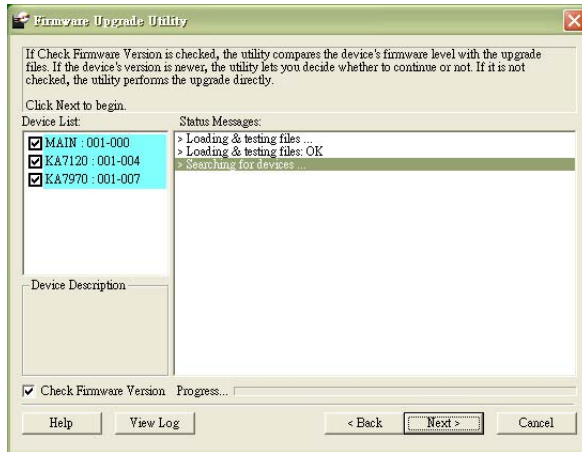 Firmware Upgrade Utility
If Check Firmware Version is checked, the utility compares the device's firmware level with the upgrade
files. If the device's version is newer, the utility lets you decide whether to continue or not. If it is not
checked, the utility performs the upgrade directly.
Click Next to begin.
Device List:
MAIN : 001-000
KA7120 : 001-004
KA7970 : 001-007
Status Messages:
> Loading & testing files ...
> Loading & testing files: OK
> Searching for devices ...
Device Description
Check Firmware Version Progress...
Help View Log < Back Next > Cancel